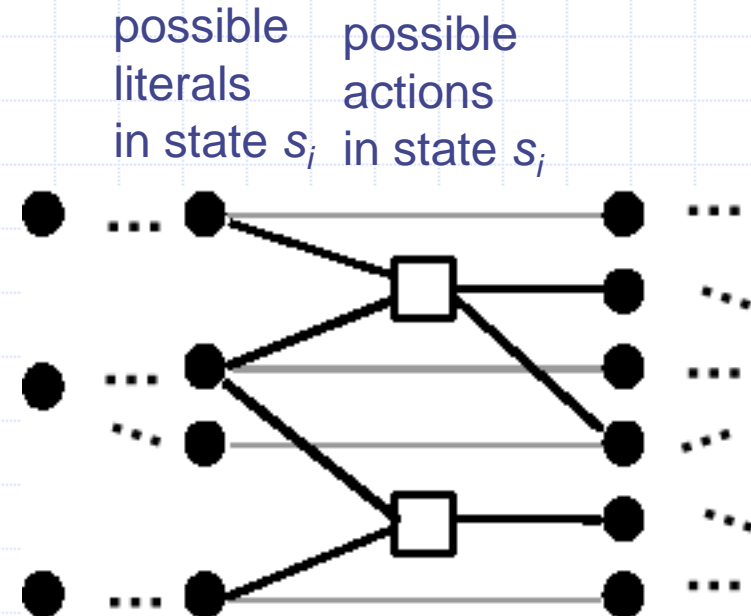 possible
literals
in state s_i
possible
actions
in state s_i